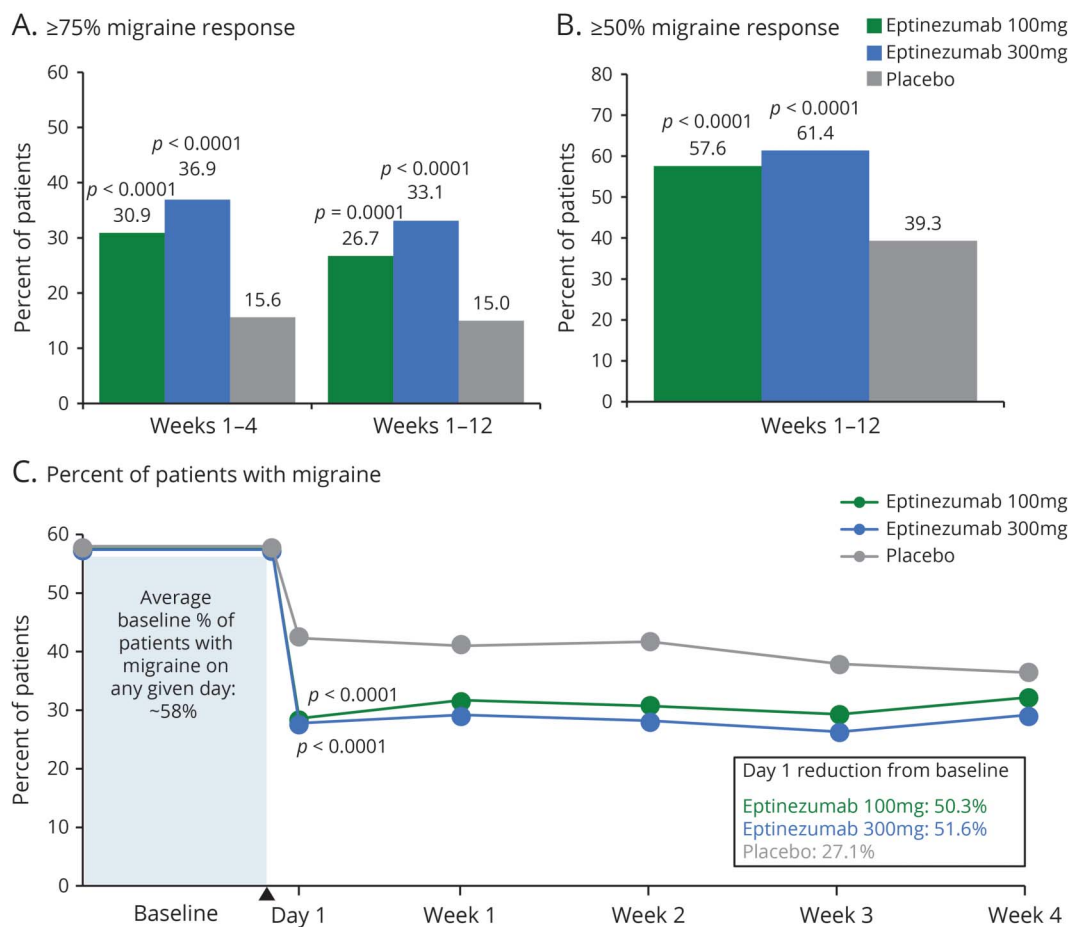 A. ≥75% migraine response
Percent of patients
60
50
40
30
20
10
0
p < 0.0001
30.9
p < 0.0001
36.9
15.6
p = 0.0001
26.7
p < 0.0001
33.1
15.0
Weeks 1–4
Weeks 1–12
B. ≥50% migraine response
Eptinezumab 100mg
Eptinezumab 300mg
Placebo
Percent of patients
80
70
60
50
40
30
20
10
0
p < 0.0001
57.6
p < 0.0001
61.4
39.3
Weeks 1–12
C. Percent of patients with migraine
Eptinezumab 100mg
Eptinezumab 300mg
Placebo
Percent of patients
60
50
40
30
20
10
0
Average
baseline % of
patients with
migraine on
any given day:
~58%
p < 0.0001
p < 0.0001
Day 1 reduction from baseline
Eptinezumab 100mg: 50.3%
Eptinezumab 300mg: 51.6%
Placebo: 27.1%
Baseline
Day 1
Week 1
Week 2
Week 3
Week 4